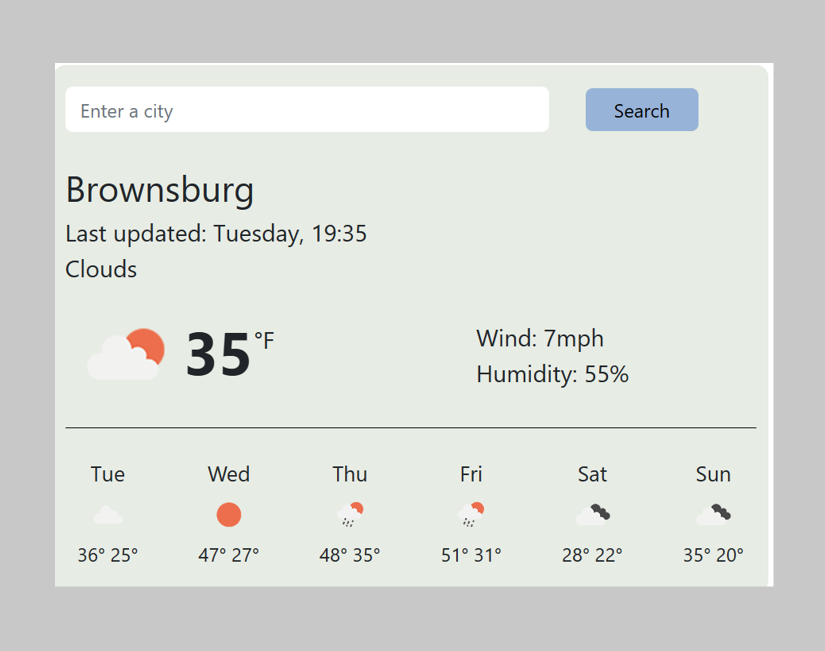 Enter a city
Search
Brownsburg
Last updated: Tuesday, 19:35
Clouds
35°F
Wind: 7mph
Humidity: 55%
Tue Wed Thu Fri Sat Sun
36° 25° 47° 27° 48° 35° 51° 31° 28° 22° 35° 20°